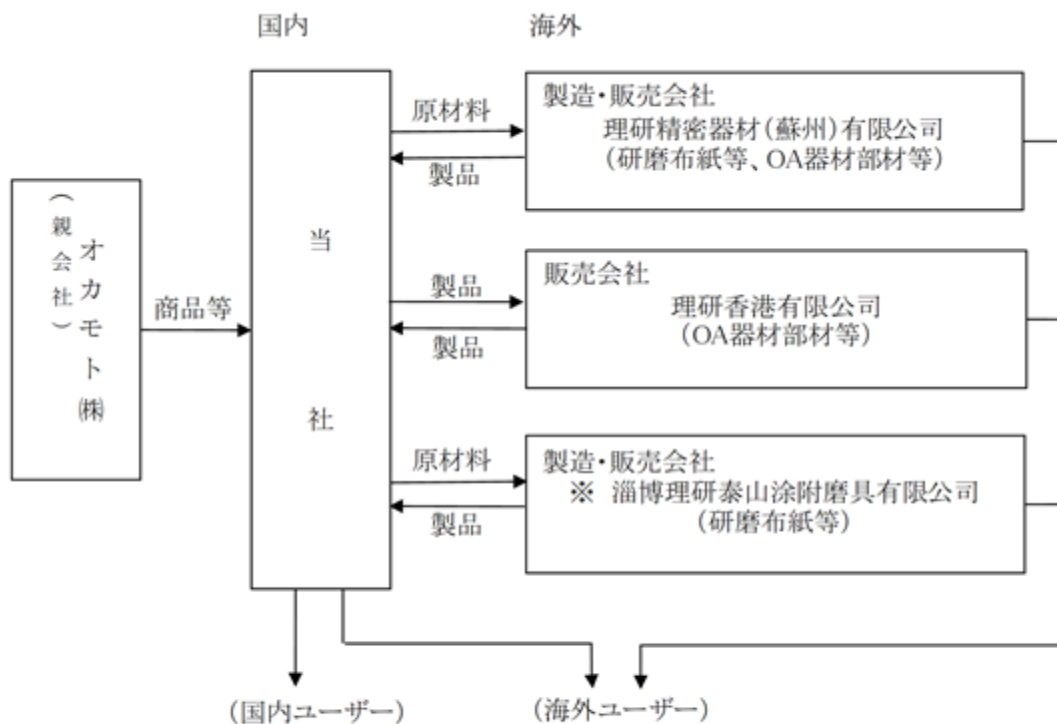 国内
海外
オカモト㈱
(親会社)
商品等
当社
原材料
製品
製造・販売会社
理研精密器材(蘇州)有限公司
(研磨布紙等、OA器材部材等)
製品
製品
販売会社
理研香港有限公司
(OA器材部材等)
原材料
製品
製造・販売会社
※ 淄博理研泰山涂附磨具有限公司
(研磨布紙等)
(国内ユーザー)
(海外ユーザー)